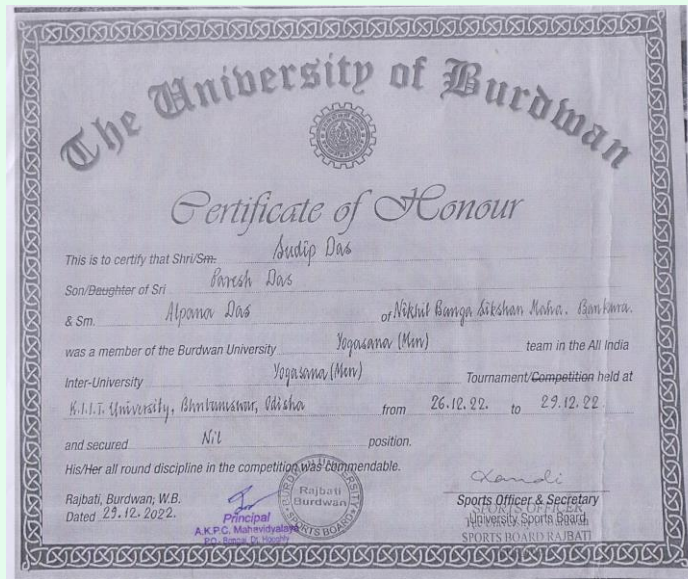 The University of Burdwan
Certificate of Honour
This is to certify that Shri/Sm. Sudip Das
Son/Daughter of Sri Paresh Das
& Sm. Alpana Das of Nikhil Banga Sikshan Maha. Bankura.
was a member of the Burdwan University Yogasana (Men) team in the All India
Inter-University Yogasana (Men) Tournament/Competition held at
K.I.I.T. University, Bhubaneswar, Odisha from 26.12.22. to 29.12.22.
and secured Nil position.
His/Her all round discipline in the competition was commendable.
Rajbati, Burdwan, W.B.
Dated 29.12.2022.
Principal
A.K.P.C. Mahavidyalaya
P.O- Bengai, Dt. Hooghly
BURDWAN UNIVERSITY
Rajbati
Burdwan
SPORTS BOARD
Sports Officer & Secretary
University Sports Board
SPORTS OFFICER
SPORTS BOARD RAJBATI